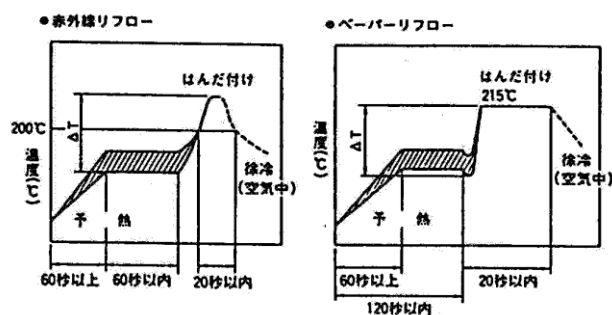 ●赤外線リフロー
はんだ付け
200℃
ΔT
温度(℃)
徐冷
(空気中)
予 熱
60秒以上
60秒以内
20秒以内
●ベーパーリフロー
はんだ付け
215℃
ΔT
温度(℃)
徐冷
(空気中)
予 熱
60秒以上
20秒以内
120秒以内